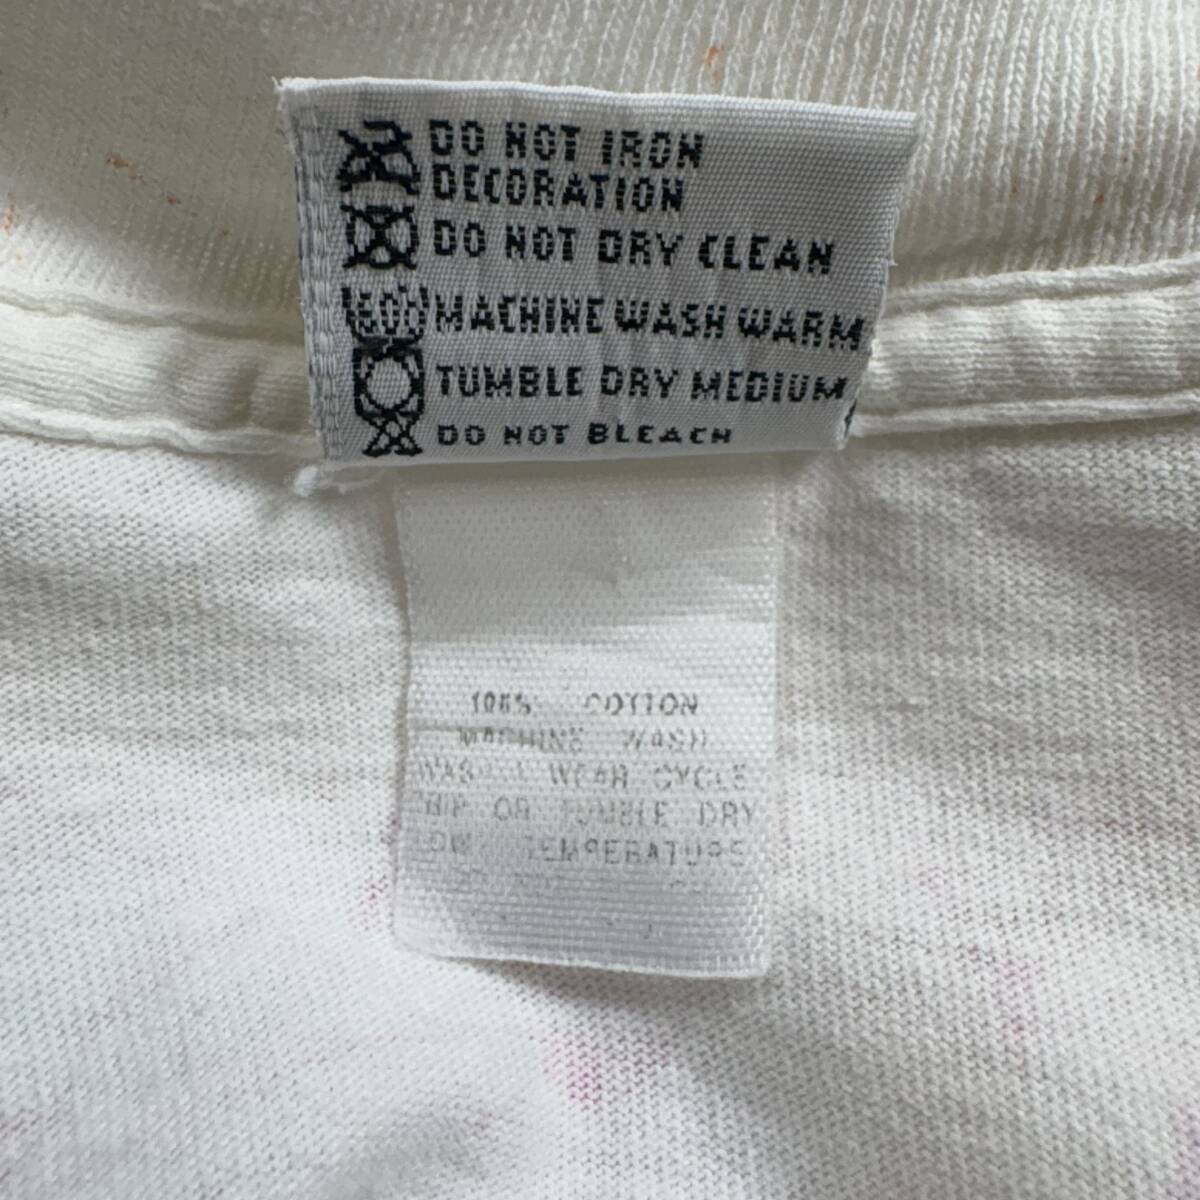 DO NOT IRON
DECORATION
DO NOT DRY CLEAN
MACHINE WASH WARM
TUMBLE DRY MEDIUM
DO NOT BLEACH
100% COTTON
MACHINE WASH
WEAR CYCLE
OR TUMBLE DRY
LOW TEMPERATURE